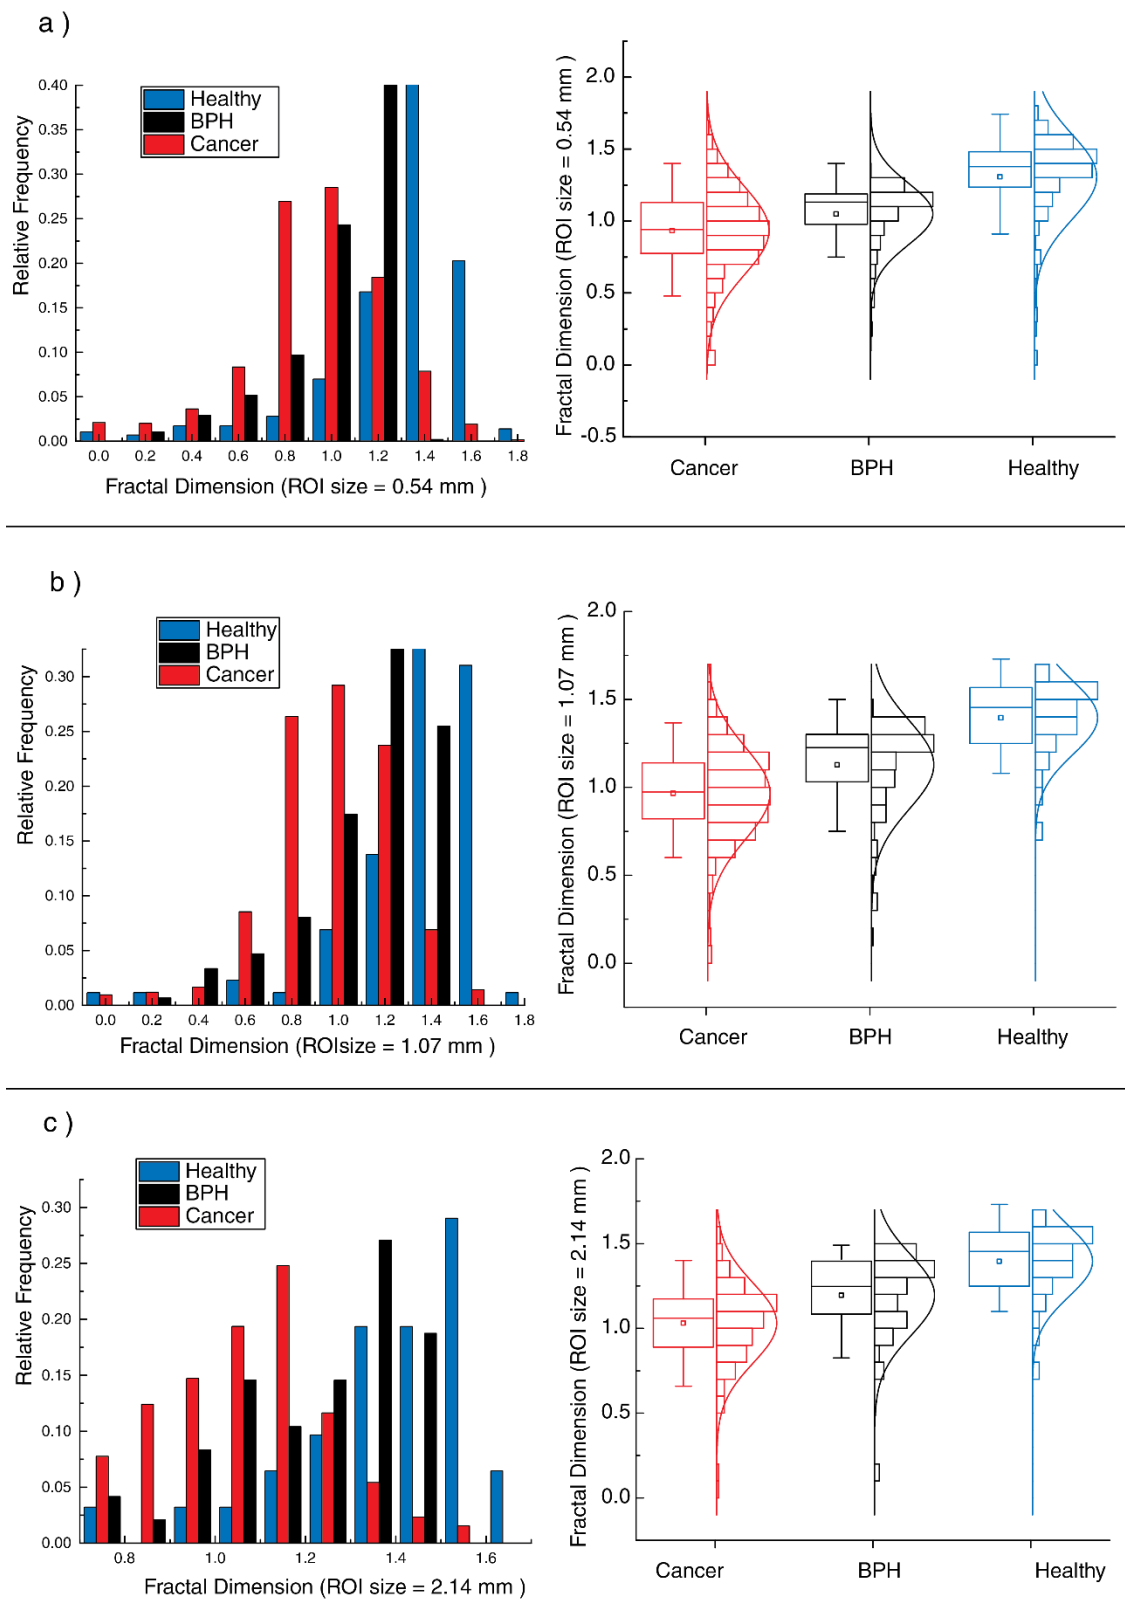 a )
Healthy
BPH
Cancer
Relative Frequency
0.40
0.35
0.30
0.25
0.20
0.15
0.10
0.05
0.00
0.0 0.2 0.4 0.6 0.8 1.0 1.2 1.4 1.6 1.8
Fractal Dimension (ROI size = 0.54 mm )
Fractal Dimension (ROI size = 0.54 mm )
2.0
1.5
1.0
0.5
0.0
-0.5
Cancer BPH Healthy
b )
Healthy
BPH
Cancer
Relative Frequency
0.30
0.25
0.20
0.15
0.10
0.05
0.00
0.0 0.2 0.4 0.6 0.8 1.0 1.2 1.4 1.6 1.8
Fractal Dimension (ROIsize = 1.07 mm )
Fractal Dimension (ROI size = 1.07 mm )
2.0
1.5
1.0
0.5
0.0
Cancer BPH Healthy
c )
Healthy
BPH
Cancer
Relative Frequency
0.30
0.25
0.20
0.15
0.10
0.05
0.00
0.8 1.0 1.2 1.4 1.6
Fractal Dimension (ROI size = 2.14 mm )
Fractal Dimension (ROI size = 2.14 mm )
2.0
1.5
1.0
0.5
0.0
Cancer BPH Healthy